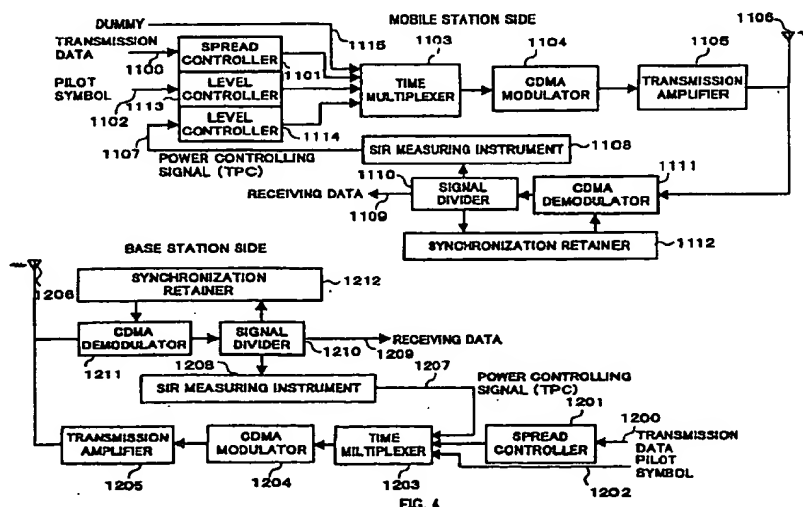 DUMMY
MOBILE STATION SIDE
1106
TRANSMISSION DATA
1100
SPREAD CONTROLLER
1101
1115
1103
1104
1105
PILOT SYMBOL
1102
1113
LEVEL CONTROLLER
TIME MULTIPLEXER
CDMA MODULATOR
TRANSMISSION AMPLIFIER
LEVEL CONTROLLER
1114
1107
POWER CONTROLLING SIGNAL (TPC)
SIR MEASURING INSTRUMENT
1108
1110
1111
RECEIVING DATA
1109
SIGNAL DIVIDER
CDMA DEMODULATOR
SYNCHRONIZATION RETAINER
1112
BASE STATION SIDE
1206
SYNCHRONIZATION RETAINER
1212
CDMA DEMODULATOR
1211
SIGNAL DIVIDER
1210
1209
RECEIVING DATA
1208
SIR MEASURING INSTRUMENT
1207
POWER CONTROLLING SIGNAL (TPC)
1201
1200
TRANSMISSION AMPLIFIER
1205
CDMA MODULATOR
1204
TIME MILTIPLEXER
1203
SPREAD CONTROLLER
TRANSMISSION DATA
PILOT SYMBOL
1202
FIG. 4